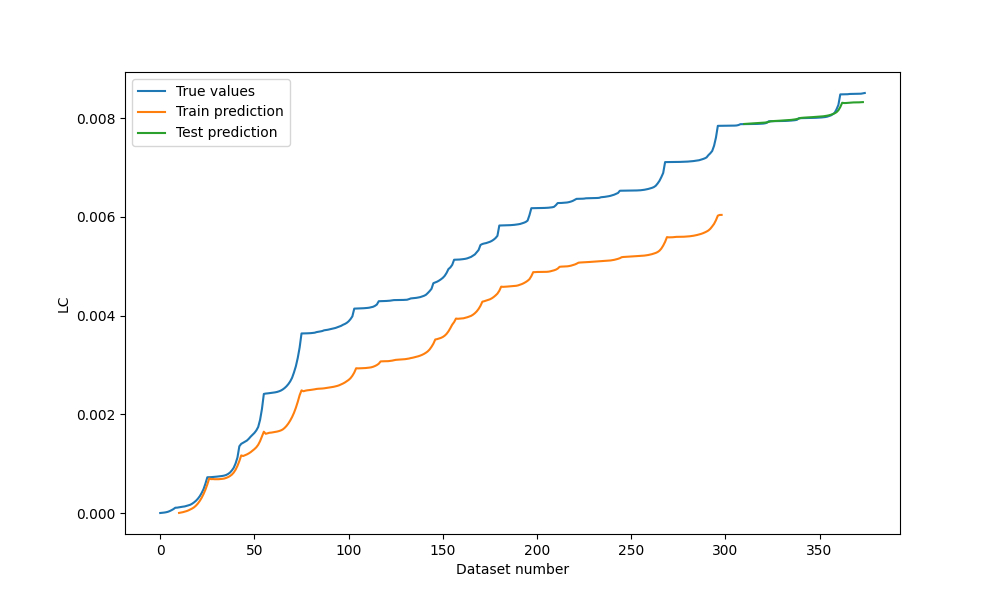 True values
Train prediction
Test prediction
0.008
0.006
0.004
0.002
0.000
LC
0 50 100 150 200 250 300 350
Dataset number